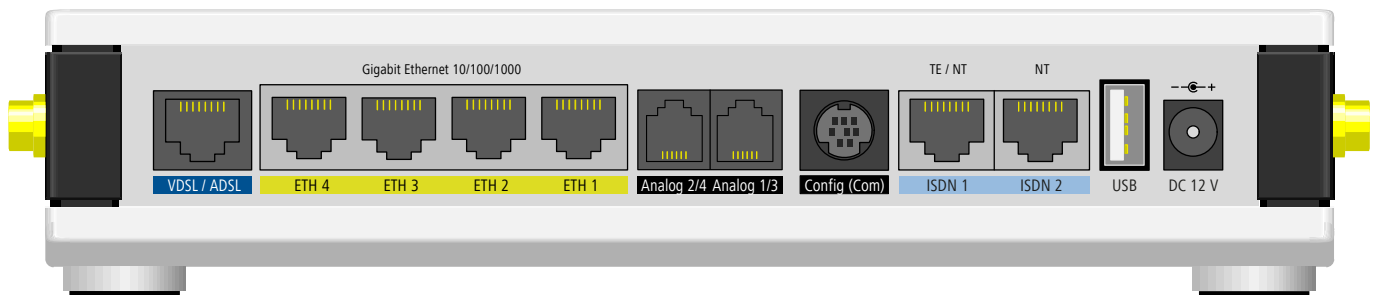 Gigabit Ethernet 10/100/1000 TE / NT NT
VDSL / ADSL ETH 4 ETH 3 ETH 2 ETH 1 Analog 2/4 Analog 1/3 Config (Com) ISDN 1 ISDN 2 USB DC 12 V